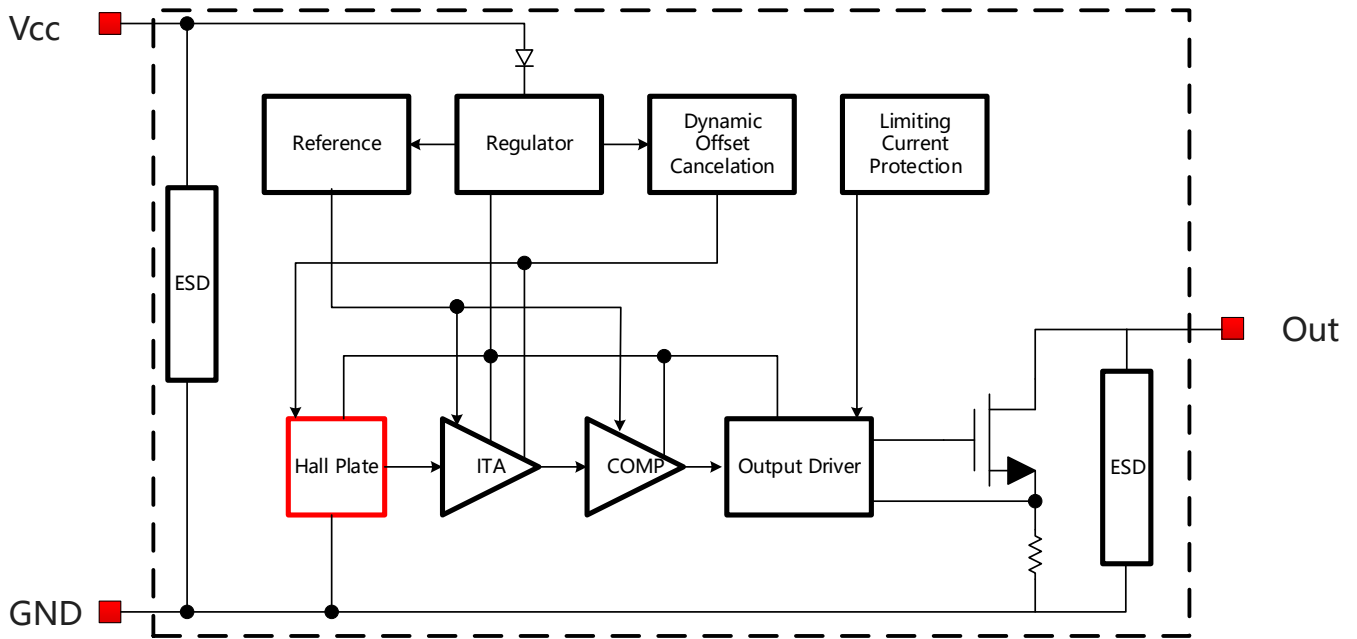 Vcc
Reference
Regulator
Dynamic
Offset
Cancelation
Limiting
Current
Protection
ESD
Out
Hall Plate
ITA
COMP
Output Driver
ESD
GND